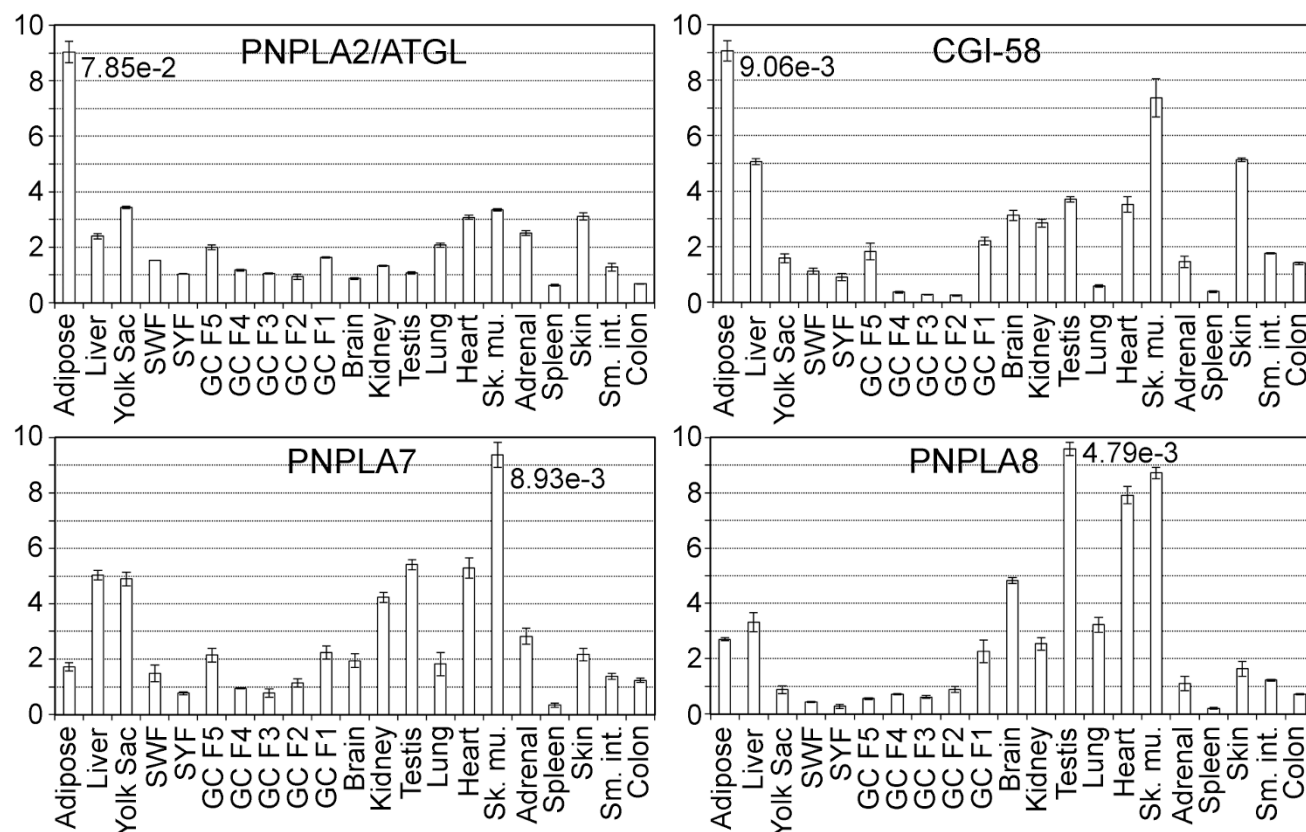 PNPLA2/ATGL
10
8
6
4
2
0
7.85e-2
Adipose
Liver
Yolk Sac
SWF
SYF
GC F5
GC F4
GC F3
GC F2
GC F1
Brain
Kidney
Testis
Lung
Heart
Sk. mu.
Adrenal
Spleen
Skin
Sm. int.
Colon
CGI-58
10
8
6
4
2
0
9.06e-3
Adipose
Liver
Yolk Sac
SWF
SYF
GC F5
GC F4
GC F3
GC F2
GC F1
Brain
Kidney
Testis
Lung
Heart
Sk. mu.
Adrenal
Spleen
Skin
Sm. int.
Colon
PNPLA7
10
8
6
4
2
0
8.93e-3
Adipose
Liver
Yolk Sac
SWF
SYF
GC F5
GC F4
GC F3
GC F2
GC F1
Brain
Kidney
Testis
Lung
Heart
Sk. mu.
Adrenal
Spleen
Skin
Sm. int.
Colon
PNPLA8
10
8
6
4
2
0
4.79e-3
Adipose
Liver
Yolk Sac
SWF
SYF
GC F5
GC F4
GC F3
GC F2
GC F1
Brain
Kidney
Testis
Lung
Heart
Sk. mu.
Adrenal
Spleen
Skin
Sm. int.
Colon